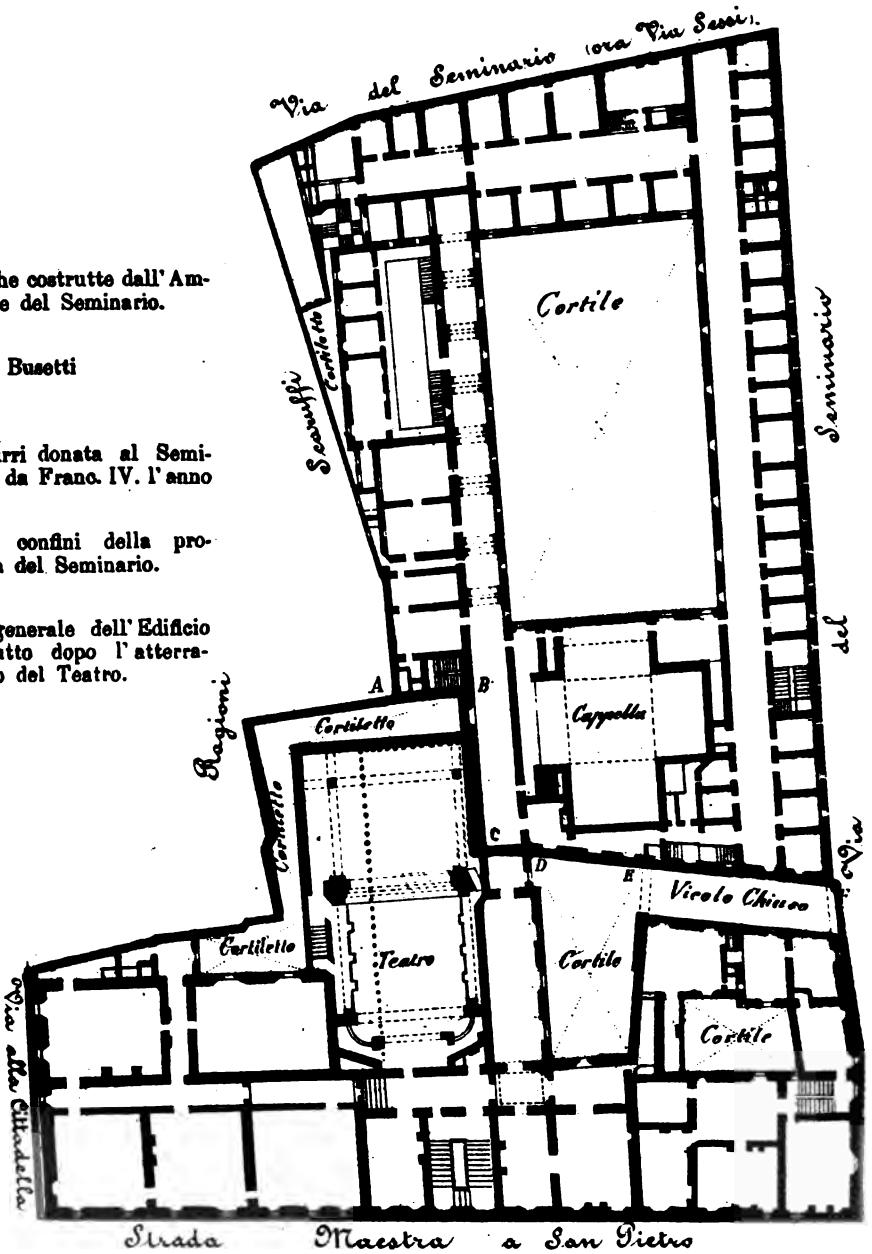 Via del Seminario (ora Via Sessi).
he costrutte dall' Am-
e del Seminario.
Busetti
rri donata al Semi-
da Franc. IV. l'anno
confini della pro-
a del Seminario.
generale dell' Edificio
utto dopo l' atterra-
o del Teatro.
Cortile
Cortiletto
Scaruffi
Seminario
del
Via
Ragioni
A
B
Cortiletto
Cappella
Cortiletto
C
D
E
Vicolo Chiuso
Cortiletto
Teatro
Cortile
Cortile
Via alla Cittadella
Strada Maestra a San Pietro